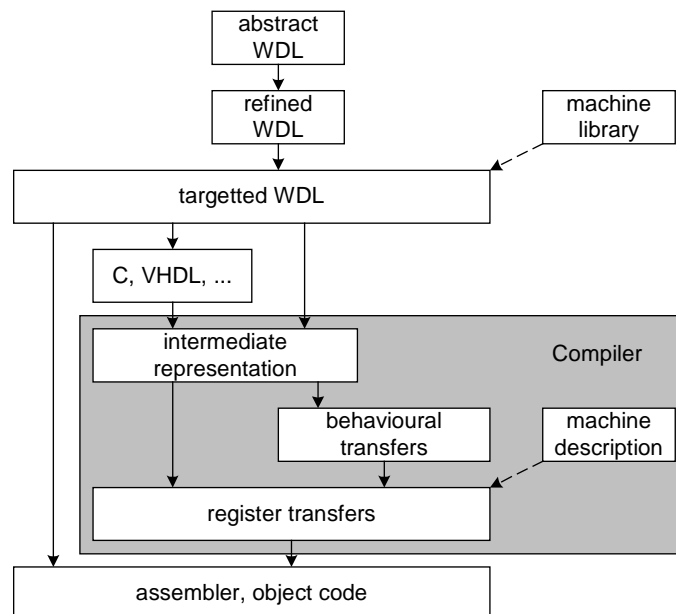 abstract
WDL
refined
WDL
machine
library
targetted WDL
C, VHDL, ...
intermediate
representation
Compiler
behavioural
transfers
machine
description
register transfers
assembler, object code